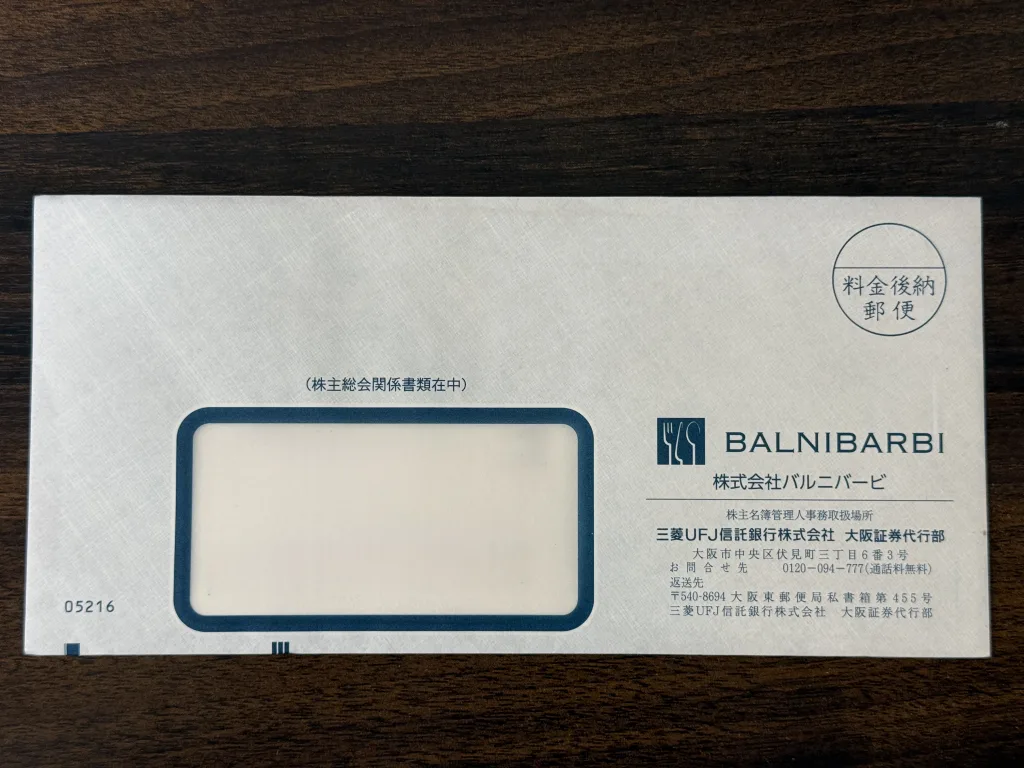 料金後納
郵便
（株主総会関係書類在中）
BALNIBARBI
株式会社バルニバービ
株主名簿管理人事務取扱場所
三菱UFJ信託銀行株式会社 大阪証券代行部
大阪市中央区伏見町三丁目6番3号
お問合せ先 0120-094-777(通話料無料)
返送先
〒540-8694 大阪東郵便局私書箱第455号
三菱UFJ信託銀行株式会社 大阪証券代行部
05216